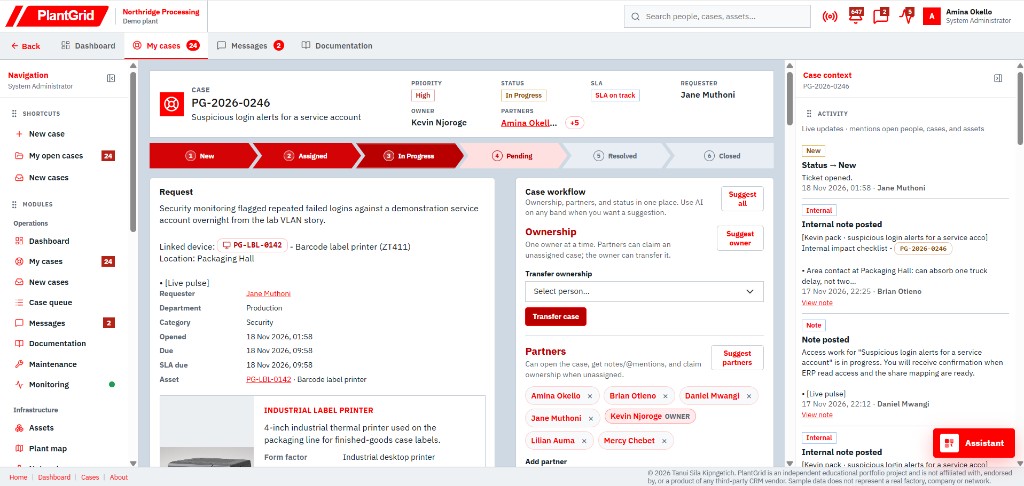 PlantGrid
Northridge Processing
Demo plant
Search people, cases, assets...
647
2
5
A
Amina Okello
System Administrator
Back
Dashboard
My cases 24
Messages 2
Documentation
Navigation
System Administrator
SHORTCUTS
New case
My open cases 24
New cases
MODULES
Operations
Dashboard
My cases 24
New cases
Case queue
Messages 2
Documentation
Maintenance
Monitoring
Infrastructure
Assets
Plant map
CASE
PG-2026-0246
Suspicious login alerts for a service account
PRIORITY
High
STATUS
In Progress
SLA
SLA on track
REQUESTER
Jane Muthoni
OWNER
Kevin Njoroge
PARTNERS
Amina Okell... +5
1 New
2 Assigned
3 In Progress
4 Pending
5 Resolved
6 Closed
Request
Security monitoring flagged repeated failed logins against a demonstration service
account overnight from the lab VLAN story.
Linked device: PG-LBL-0142 - Barcode label printer (ZT411)
Location: Packaging Hall
• [Live pulse]
Requester Jane Muthoni
Department Production
Category Security
Opened 18 Nov 2026, 01:58
Due 18 Nov 2026, 09:58
SLA due 18 Nov 2026, 09:58
Asset PG-LBL-0142 · Barcode label printer
INDUSTRIAL LABEL PRINTER
4-inch industrial thermal printer used on the
packaging line for finished-goods case labels.
Form factor Industrial desktop printer
Case workflow
Ownership, partners, and status in one place. Use AI
on any band when you want a suggestion.
Suggest
all
Ownership
One owner at a time. Partners can claim an
unassigned case; the owner can transfer it.
Suggest
owner
Transfer ownership
Select person...
Transfer case
Partners
Can open the case, get notes/@mentions, and claim
ownership when unassigned.
Suggest
partners
Amina Okello ×
Brian Otieno ×
Daniel Mwangi ×
Jane Muthoni ×
Kevin Njoroge OWNER
Lilian Auma ×
Mercy Chebet ×
Add partner
Case context
PG-2026-0246
ACTIVITY
Live updates · mentions open people, cases, and assets
New
Status → New
Ticket opened.
18 Nov 2026, 01:58 · Jane Muthoni
Internal
Internal note posted
[Kevin pack · suspicious login alerts for a service acco]
Internal impact checklist - PG-LBL-0142
• Area contact at Packaging Hall: can absorb one truck
delay, not two...
17 Nov 2026, 22:25 · Brian Otieno
View note
Note
Note posted
Access work for "Suspicious login alerts for a service
account" is in progress. You will receive confirmation when
ERP read access and the share mapping are ready.
• [Live pulse]
17 Nov 2026, 22:12 · Daniel Mwangi
View note
Internal
Internal note posted
[Kevin pack · suspicious login alerts for a service acco]
Assistant
Home | Dashboard | Cases | About
© 2026 Tanui Sila Kipngetich. PlantGrid is an independent educational portfolio project and is not affiliated with, endorsed
by, or a product of any third-party CRM vendor. Sample data does not represent a real factory, company or network.